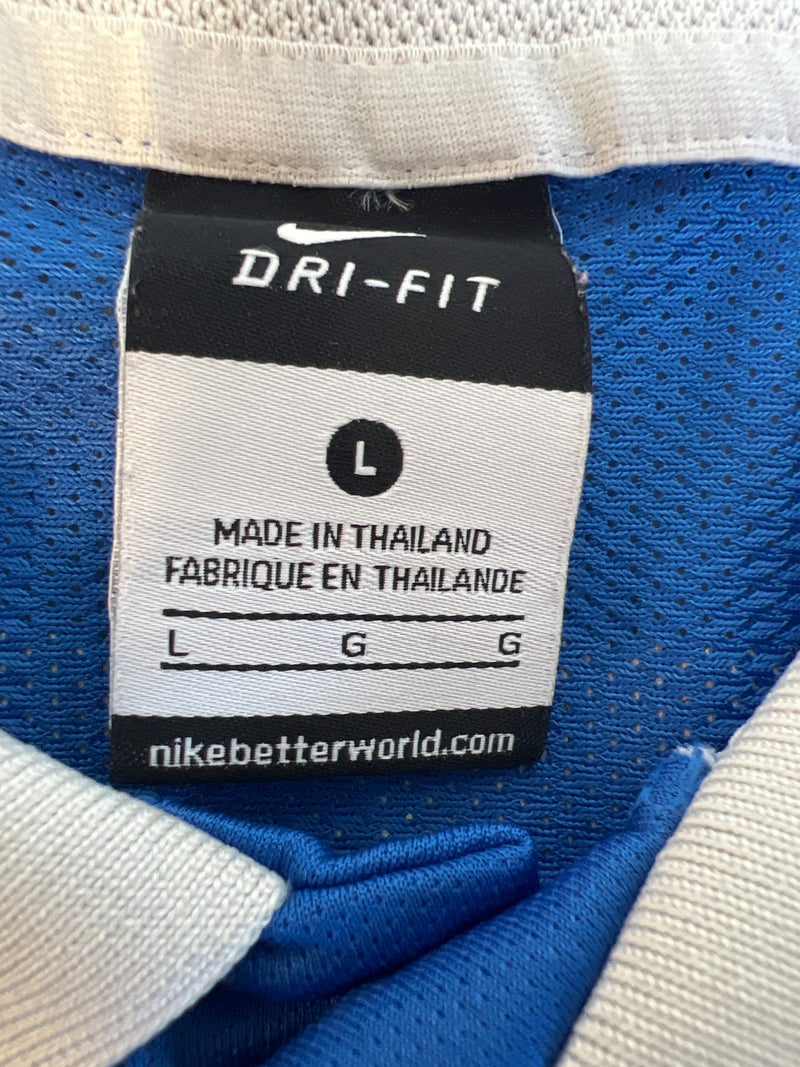 DRI-FIT
L
MADE IN THAILAND
FABRIQUE EN THAILANDE
L G G
nikebetterworld.com